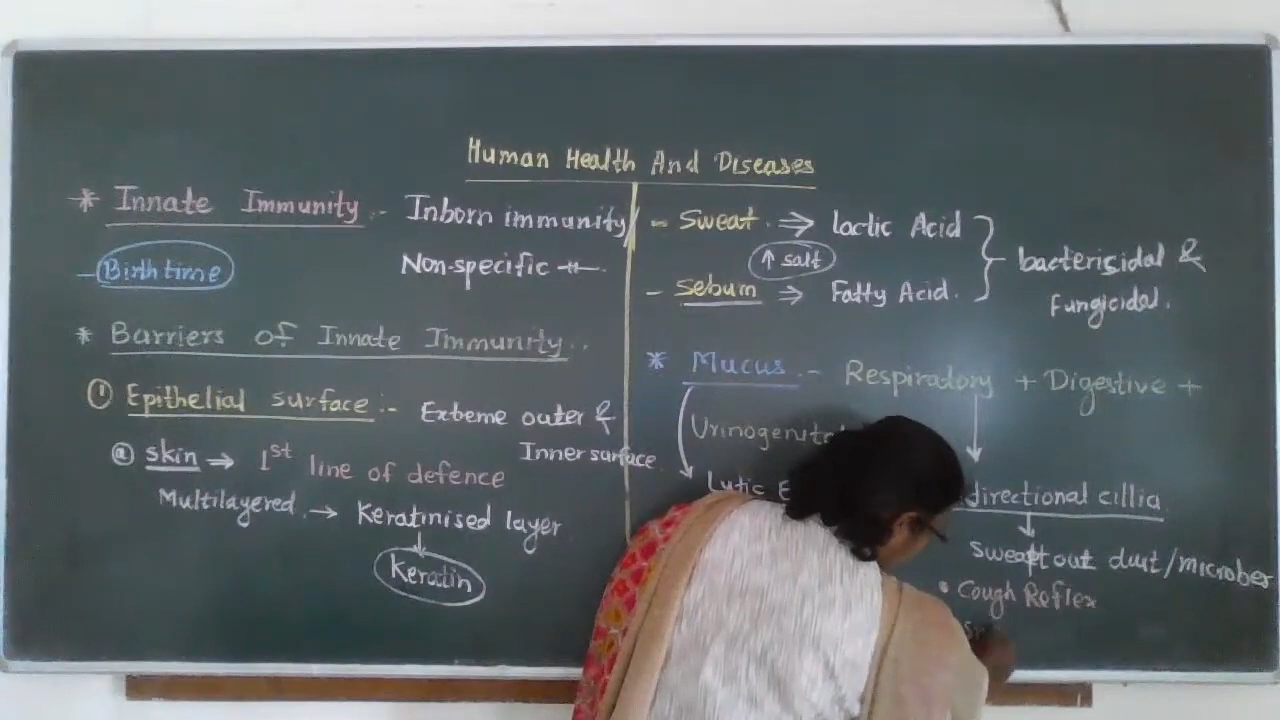 Human Health And Diseases
* Innate Immunity :- Inborn immunity
- Birth time Non-specific -"-.
* Barriers of Innate Immunity :-
① Epithelial surface :- Exteme outer &
Inner surface
ⓐ skin ⇒ 1st line of defence
Multilayered → Keratinised layer
Keratin
- Sweat ⇒ lactic Acid
↑ salt
bactericidal &
Fungicidal.
- Sebum ⇒ Fatty Acid.
* Mucus :- Respiratory + Digestive +
Lytic
directional cillia
out dust/microbes
• Cough Reflex